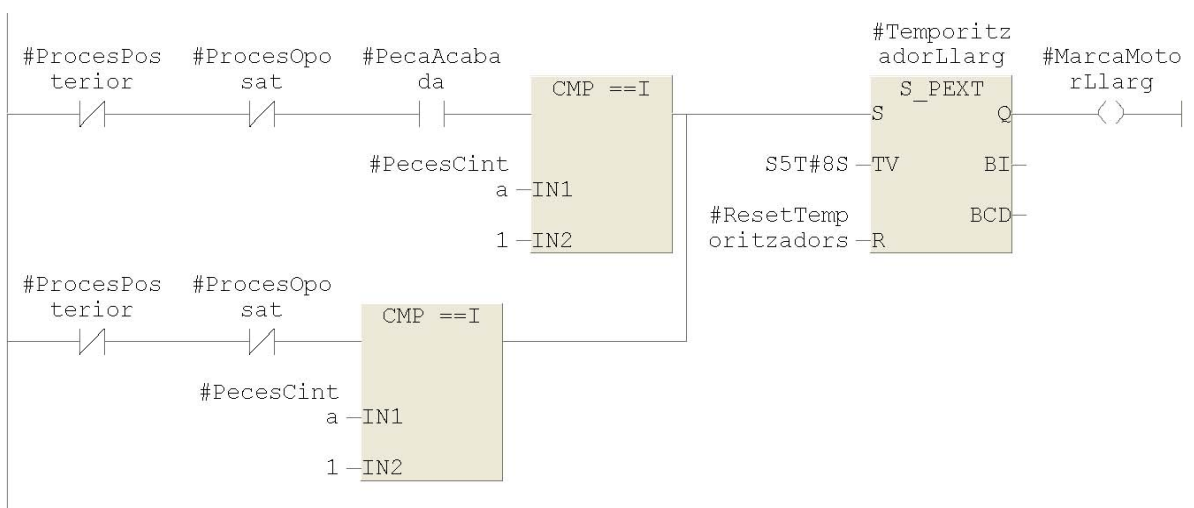 #Temporitz
#ProcesPos #ProcesOpo #PecaAcaba adorLlarg #MarcaMoto
terior sat da CMP ==I S_PEXT rLlarg
S Q
#PecesCint S5T#8S TV BI
a IN1
#ResetTemp BCD
1 IN2 oritzadors R
#ProcesPos #ProcesOpo
terior sat CMP ==I
#PecesCint
a IN1
1 IN2